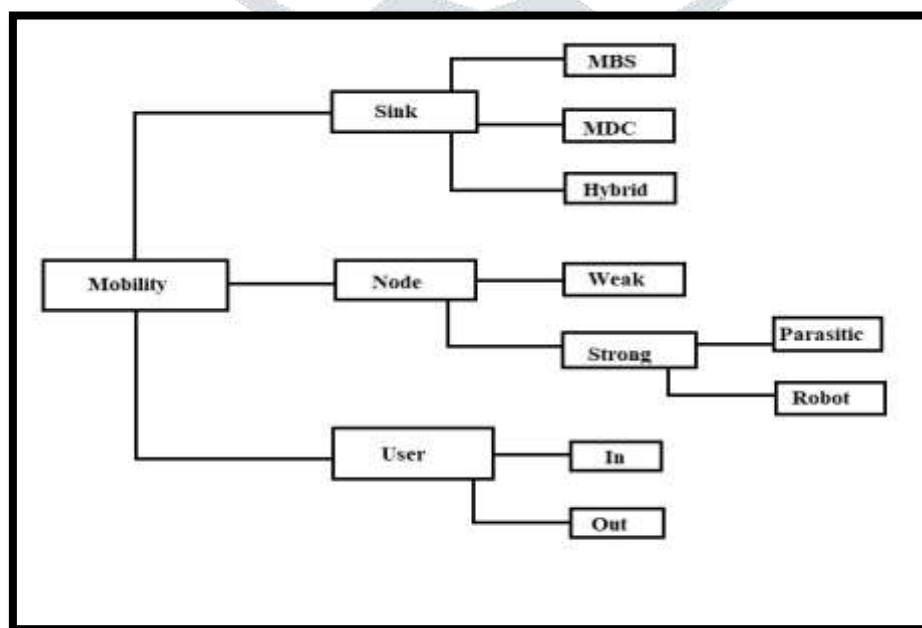 MBS
Sink
MDC
Hybrid
Mobility
Node
Weak
Strong
Parasitic
Robot
User
In
Out